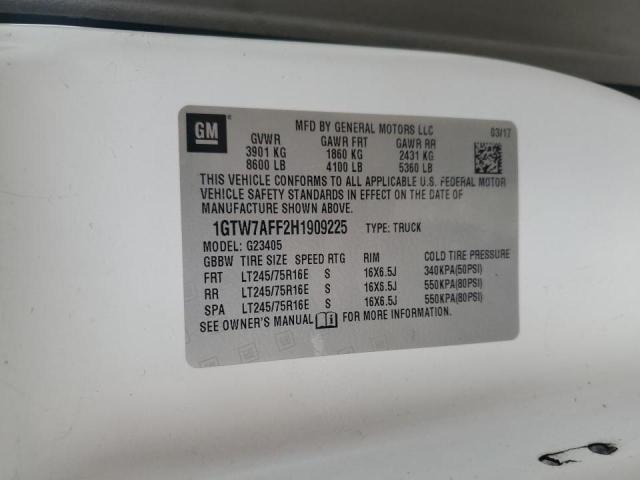 GM
MFD BY GENERAL MOTORS LLC 03/17
GVWR GAWR FRT GAWR RR
3901 KG 1860 KG 2431 KG
8600 LB 4100 LB 5360 LB
THIS VEHICLE CONFORMS TO ALL APPLICABLE U.S. FEDERAL MOTOR
VEHICLE SAFETY STANDARDS IN EFFECT ON THE DATE OF
MANUFACTURE SHOWN ABOVE.
1GTW7AFF2H1909225 TYPE: TRUCK
MODEL: G23405
GBBW TIRE SIZE SPEED RTG RIM COLD TIRE PRESSURE
FRT LT245/75R16E S 16X6.5J 340KPA(50PSI)
RR LT245/75R16E S 16X6.5J 550KPA(80PSI)
SPA LT245/75R16E S 16X6.5J 550KPA(80PSI)
SEE OWNER'S MANUAL FOR MORE INFORMATION.